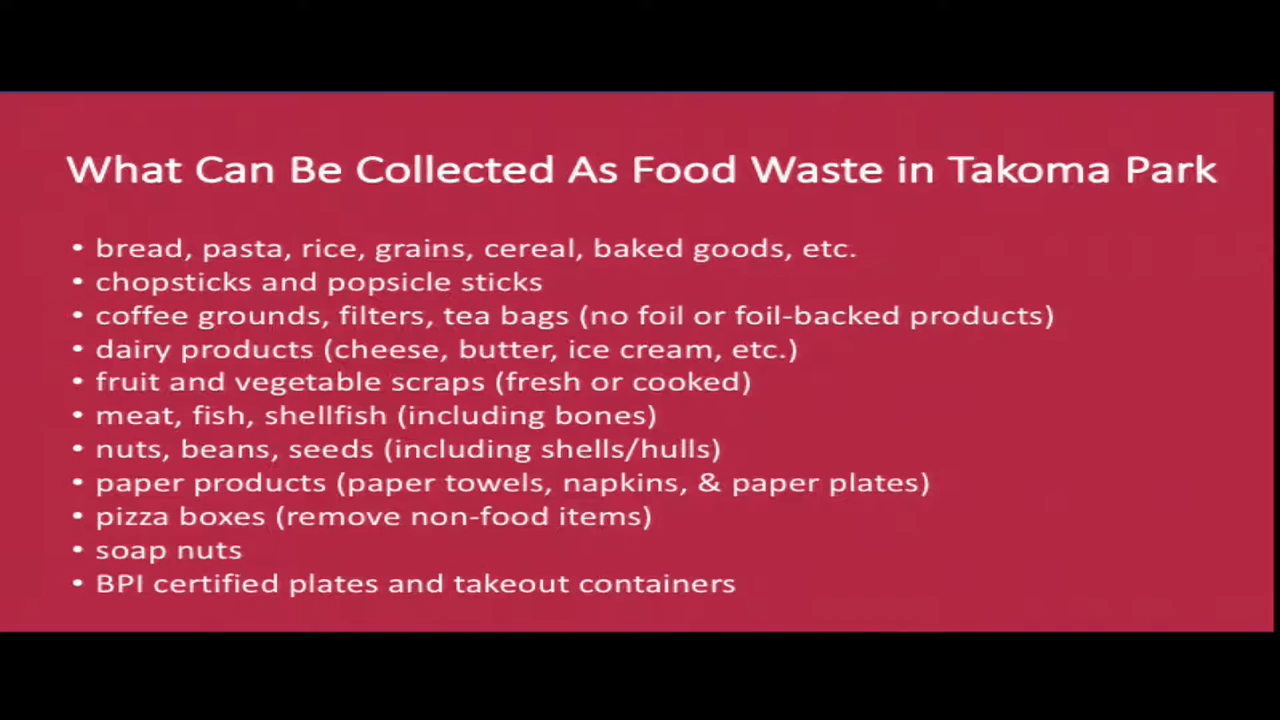 What Can Be Collected As Food Waste in Takoma Park
• bread, pasta, rice, grains, cereal, baked goods, etc.
• chopsticks and popsicle sticks
• coffee grounds, filters, tea bags (no foil or foil-backed products)
• dairy products (cheese, butter, ice cream, etc.)
• fruit and vegetable scraps (fresh or cooked)
• meat, fish, shellfish (including bones)
• nuts, beans, seeds (including shells/hulls)
• paper products (paper towels, napkins, & paper plates)
• pizza boxes (remove non-food items)
• soap nuts
• BPI certified plates and takeout containers